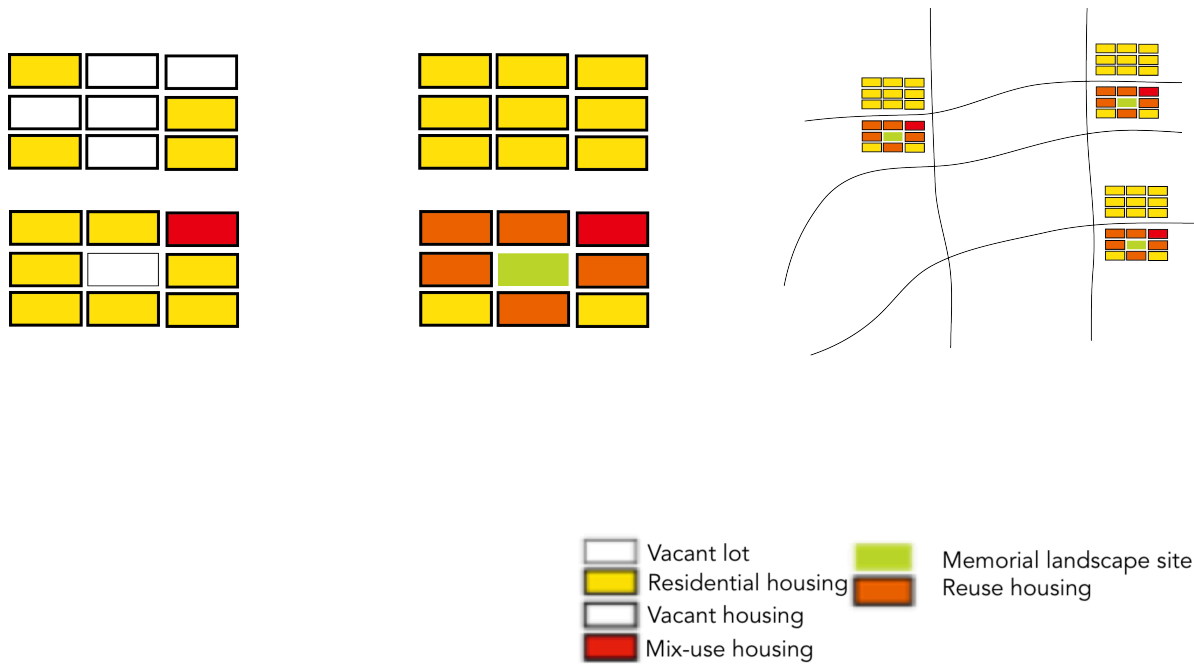 Vacant lot
Residential housing
Vacant housing
Mix-use housing
Memorial landscape site
Reuse housing